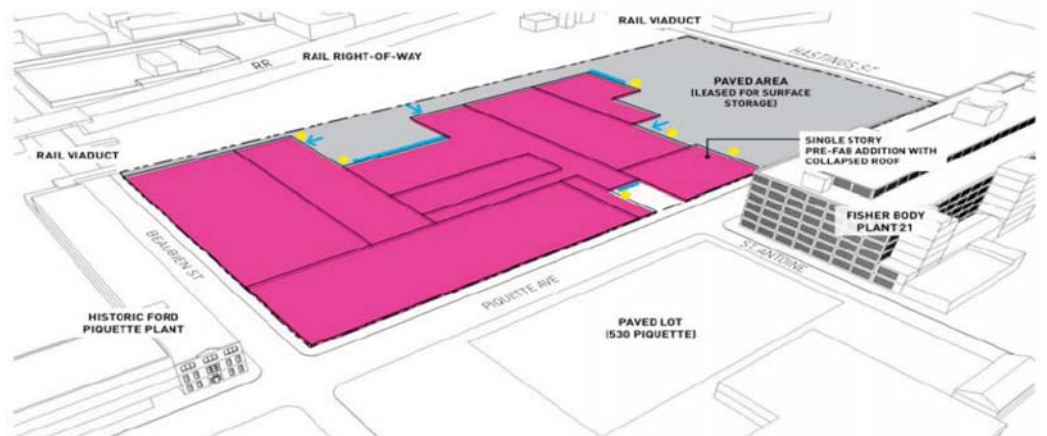 RAIL VIADUCT
RAIL RIGHT-OF-WAY
RR
HASTINGS ST
PAVED AREA
(LEASED FOR SURFACE
STORAGE)
RAIL VIADUCT
SINGLE STORY
PRE-FAB ADDITION WITH
COLLAPSED ROOF
FISHER BODY
PLANT 21
BEAUBIEN ST
ST. ANTOINE
PIQUETTE AVE
HISTORIC FORD
PIQUETTE PLANT
PAVED LOT
(530 PIQUETTE)